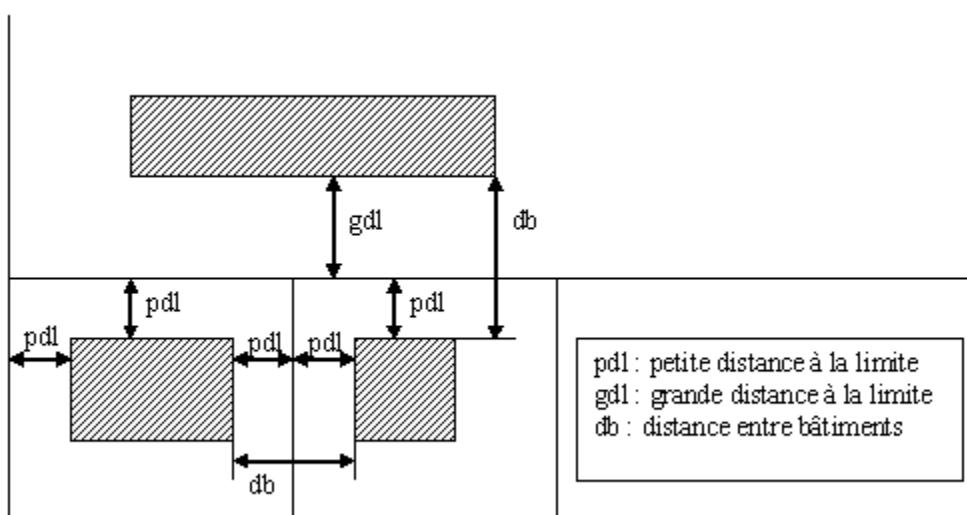 gdl
db
pdl
pdl
pdl
pdl
pdl
db
pdl : petite distance à la limite
gdl : grande distance à la limite
db : distance entre bâtiments